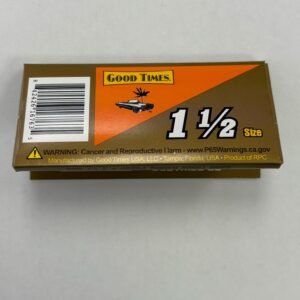 GOOD TIMES
1 ½ Size
WARNING: Cancer and Reproductive Harm - www.P65Warnings.ca.gov
Manufactured by Good Times USA, LLC • Tampa, Florida, USA • Product of RPC